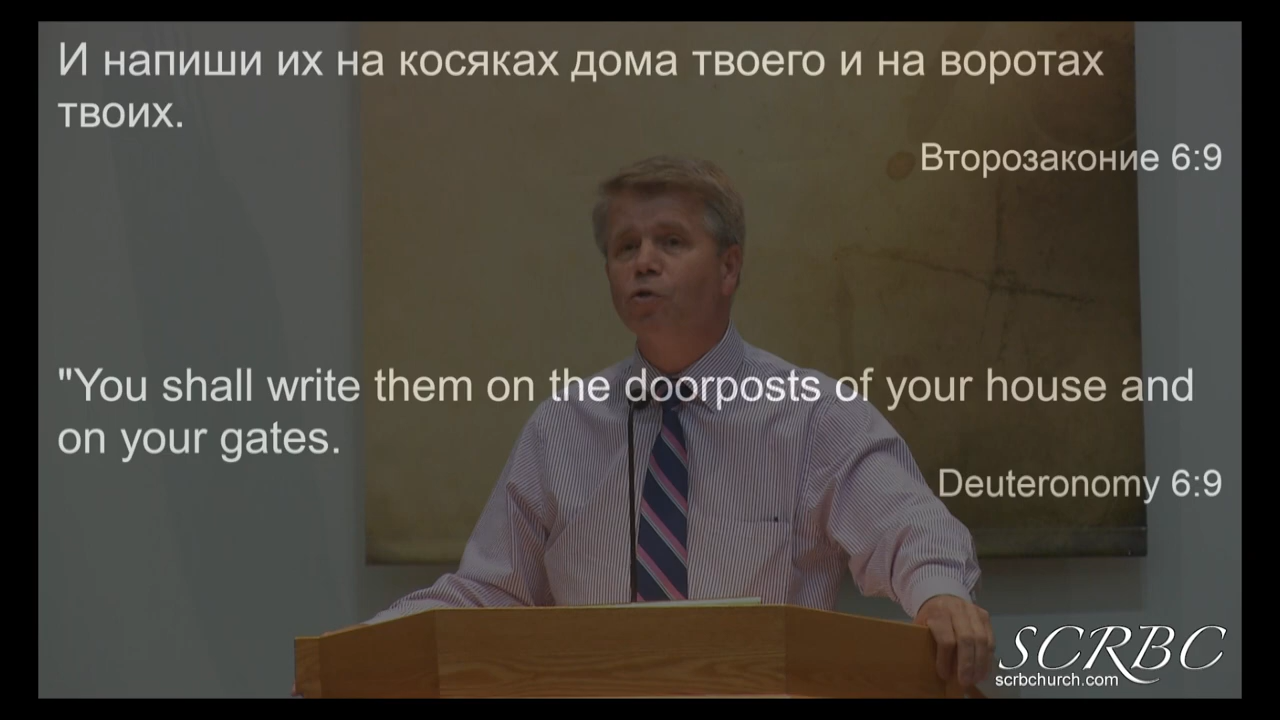 И напиши их на косяках дома твоего и на воротах
твоих.
Второзаконие 6:9
"You shall write them on the doorposts of your house and
on your gates.
Deuteronomy 6:9
SCRBC
scrbchurch.com